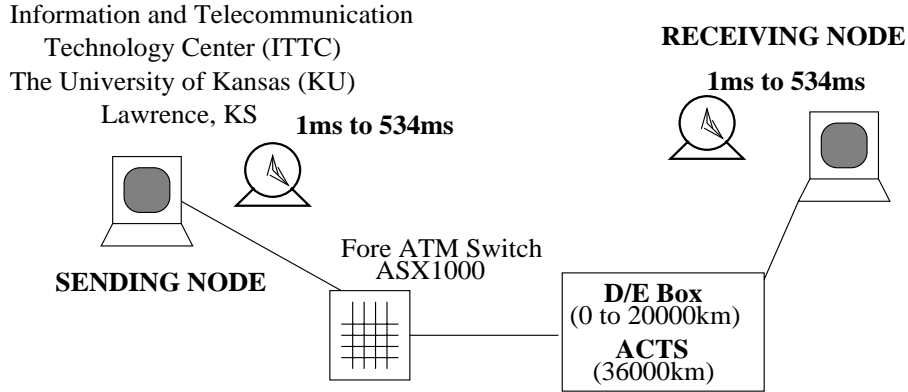 Information and Telecommunication
Technology Center (ITTC)
The University of Kansas (KU)
Lawrence, KS
1ms to 534ms
RECEIVING NODE
1ms to 534ms
SENDING NODE
Fore ATM Switch
ASX1000
D/E Box
(0 to 20000km)
ACTS
(36000km)